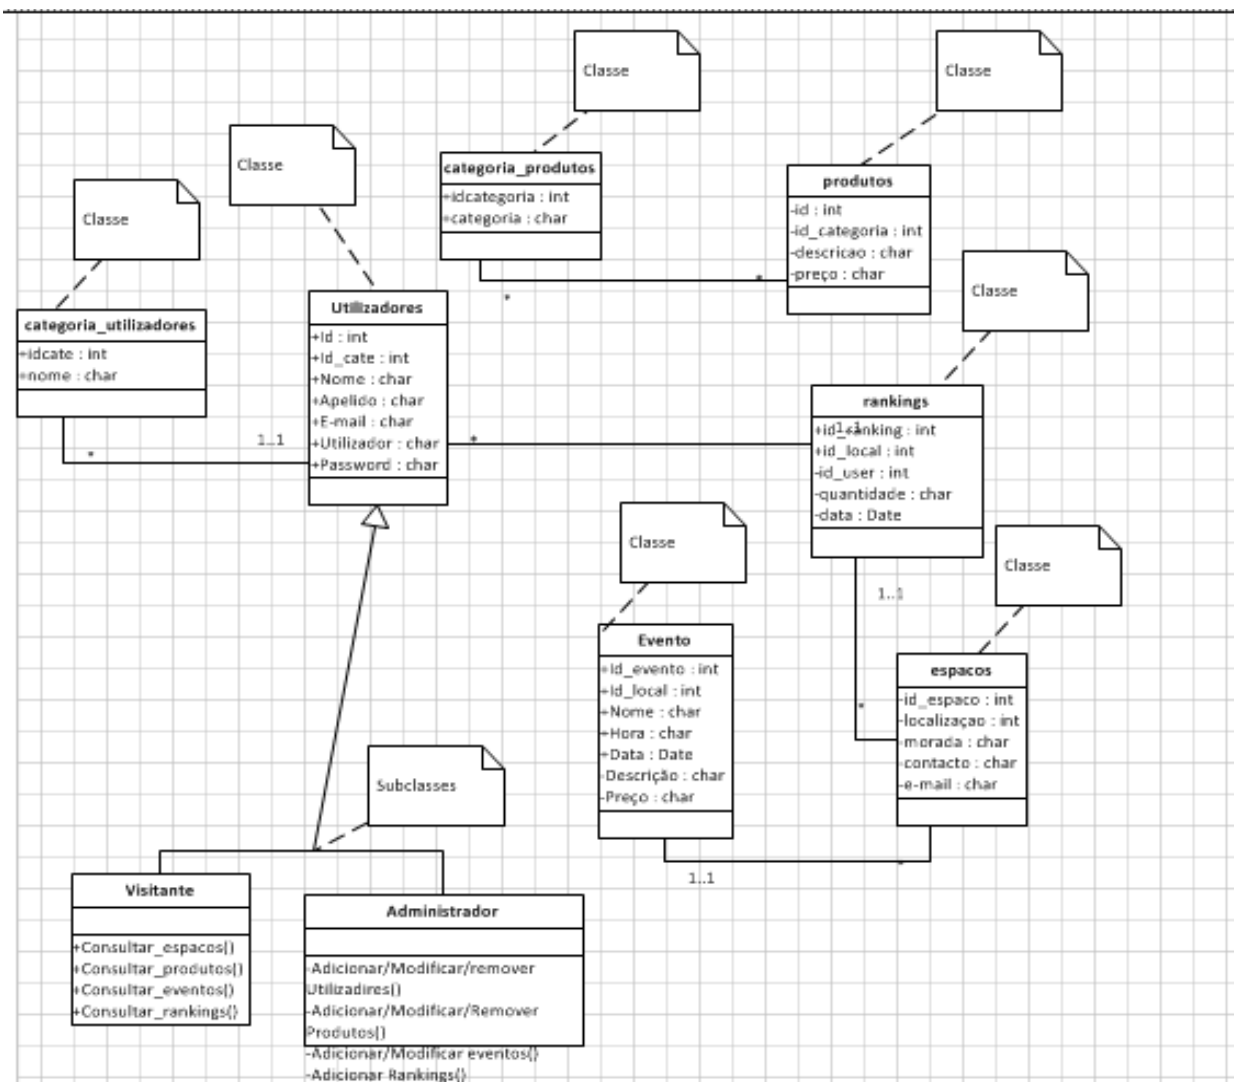 Classe
Classe
Classe
Classe
categoria_produtos
+idcategoria : int
+categoria : char
produtos
-id : int
-id_categoria : int
-descricao : char
-preço : char
*
*
Classe
categoria_utilizadores
+idcate : int
+nome : char
*
1..1
Utilizadores
+Id : int
+Id_cate : int
+Nome : char
+Apelido : char
+E-mail : char
+Utilizador : char
+Password : char
*
rankings
1..1
+id_ranking : int
+id_local : int
-id_user : int
-quantidade : char
-data : Date
1..1
*
Classe
Classe
Evento
+Id_evento : int
+Id_local : int
+Nome : char
+Hora : char
+Data : Date
-Descrição : char
-Preço : char
1..1
espacos
-id_espaco : int
-localizaçao : int
-morada : char
-contacto : char
-e-mail : char
Subclasses
Visitante
+Consultar_espacos()
+Consultar_produtos()
+Consultar_eventos()
+Consultar_rankings()
Administrador
-Adicionar/Modificar/remover
Utilizadires()
-Adicionar/Modificar/Remover
Produtos()
-Adicionar/Modificar eventos()
-Adicionar Rankings()